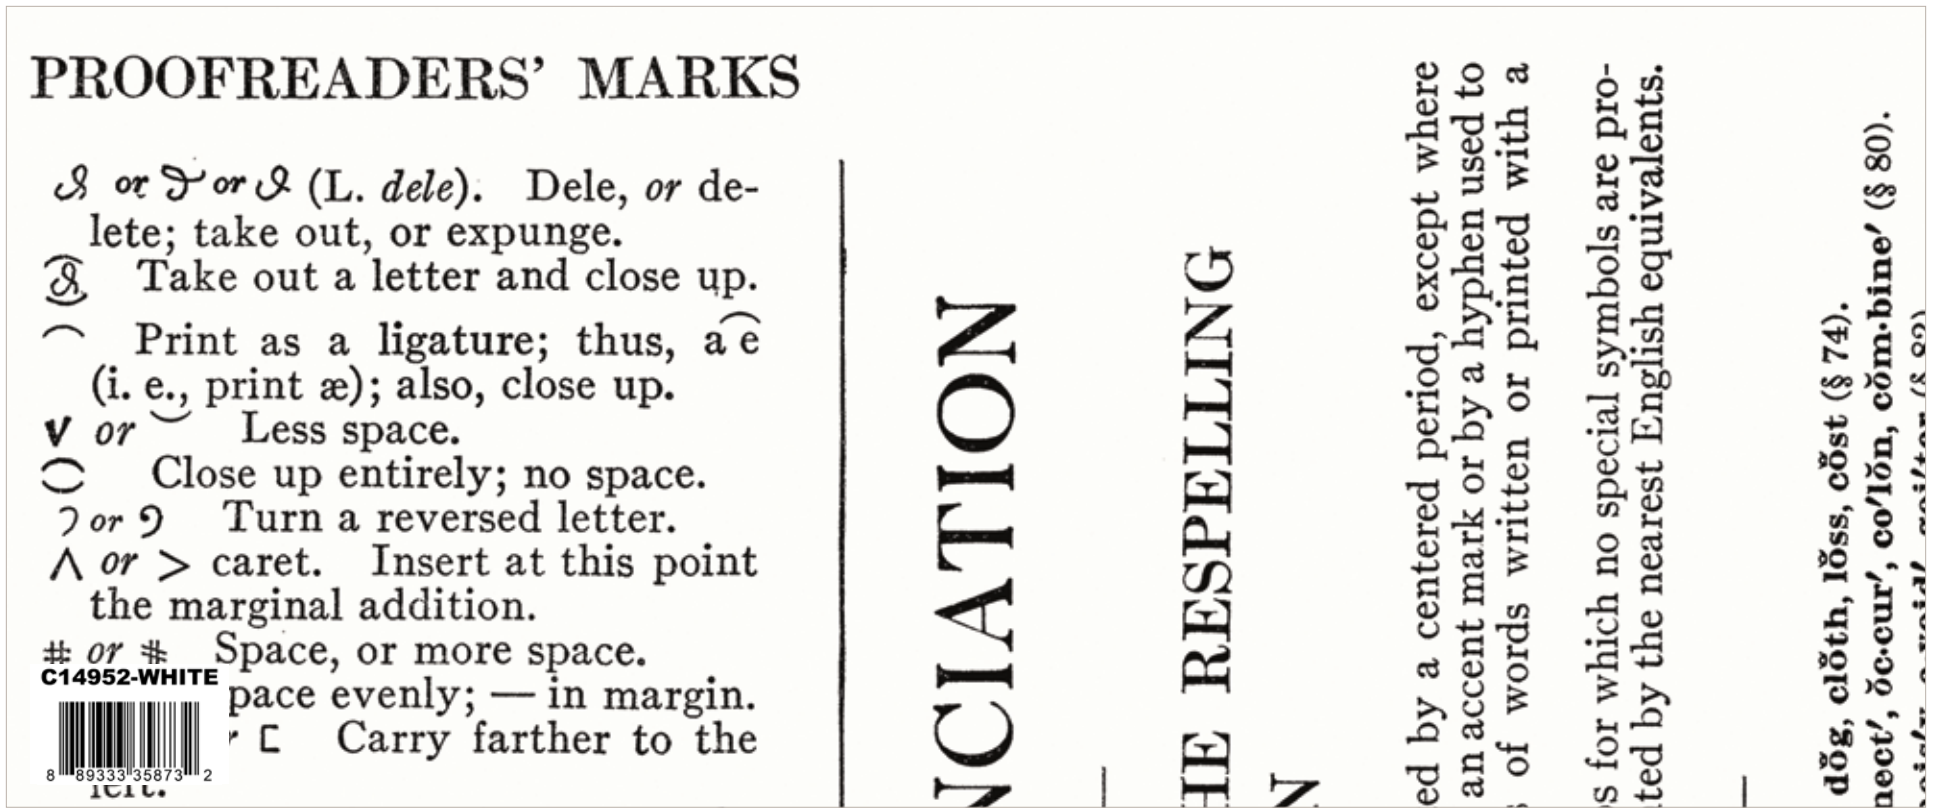 PROOFREADERS’ MARKS
or or (L. dele). Dele, or de-
lete; take out, or expunge.
Take out a letter and close up.
⁀ Print as a ligature; thus, a͡e
(i. e., print æ); also, close up.
V or ‿ Less space.
Close up entirely; no space.
or Turn a reversed letter.
∧ or > caret. Insert at this point
the marginal addition.
# or # Space, or more space.
pace evenly; — in margin.
r ⊏ Carry farther to the
left.
C14952-WHITE
8 89333 35873 2
NCIATION
HE RESPELLING
N
ed by a centered period, except where
an accent mark or by a hyphen used to
of words written or printed with a
s for which no special symbols are pro-
ted by the nearest English equivalents.
dŏg, clŏth, lŏss, cŏst (§ 74).
nect′, ŏc·cur′, co′lŏn, cŏm·bine′ (§ 80).